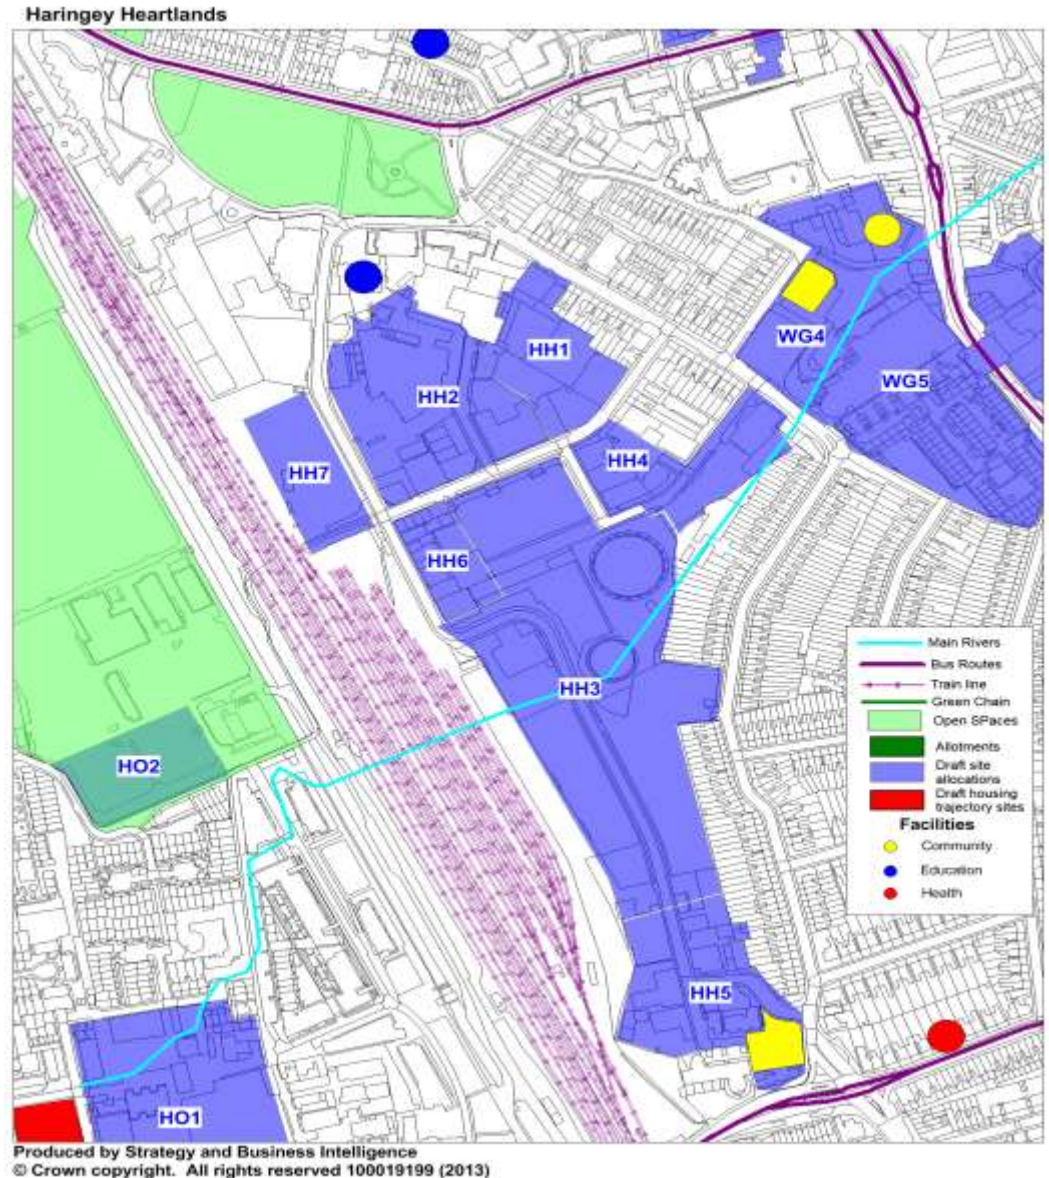 Haringey Heartlands
WG4
HH1
WG5
HH2
HH4
HH7
HH6
HH3
HO2
HH5
HO1
Main Rivers
Bus Routes
Train line
Green Chain
Open SPaces
Allotments
Draft site
allocations
Draft housing
trajectory sites
Facilities
Community
Education
Health
Produced by Strategy and Business Intelligence
© Crown copyright. All rights reserved 100019199 (2013)